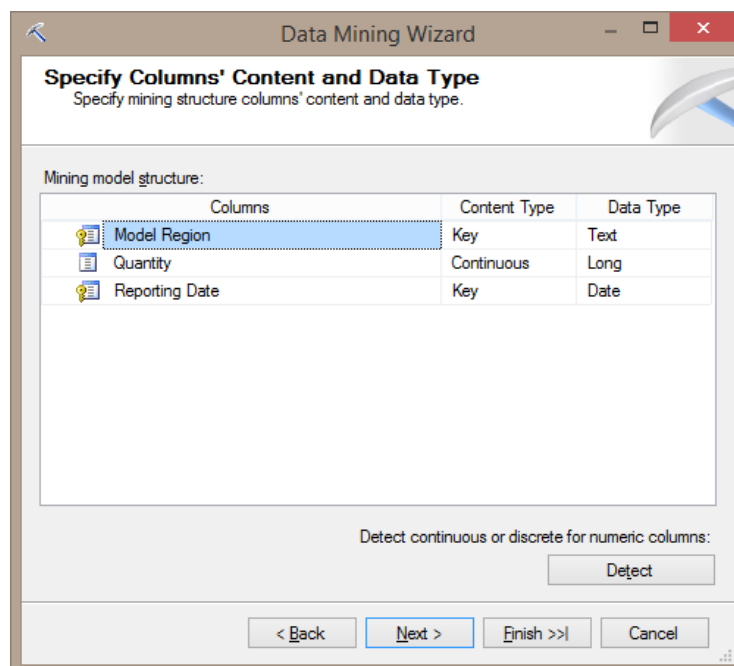 Data Mining Wizard
Specify Columns' Content and Data Type
Specify mining structure columns' content and data type.
Mining model structure:
Columns Content Type Data Type
Model Region Key Text
Quantity Continuous Long
Reporting Date Key Date
Detect continuous or discrete for numeric columns:
Detect
< Back Next > Finish >>| Cancel